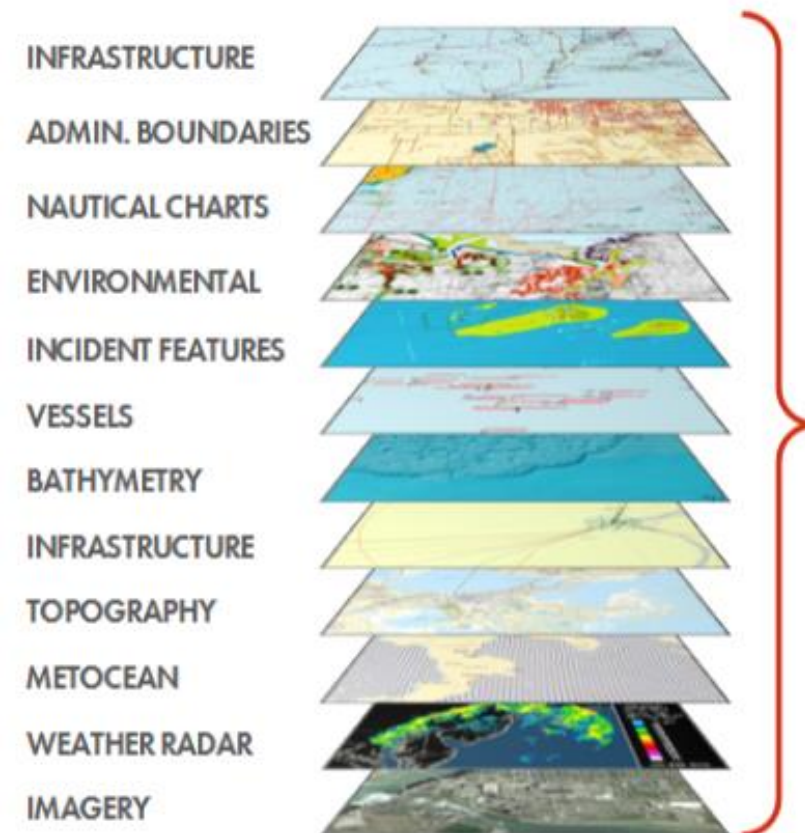 INFRASTRUCTURE
ADMIN. BOUNDARIES
NAUTICAL CHARTS
ENVIRONMENTAL
INCIDENT FEATURES
VESSELS
BATHYMETRY
INFRASTRUCTURE
TOPOGRAPHY
METOCEAN
WEATHER RADAR
IMAGERY